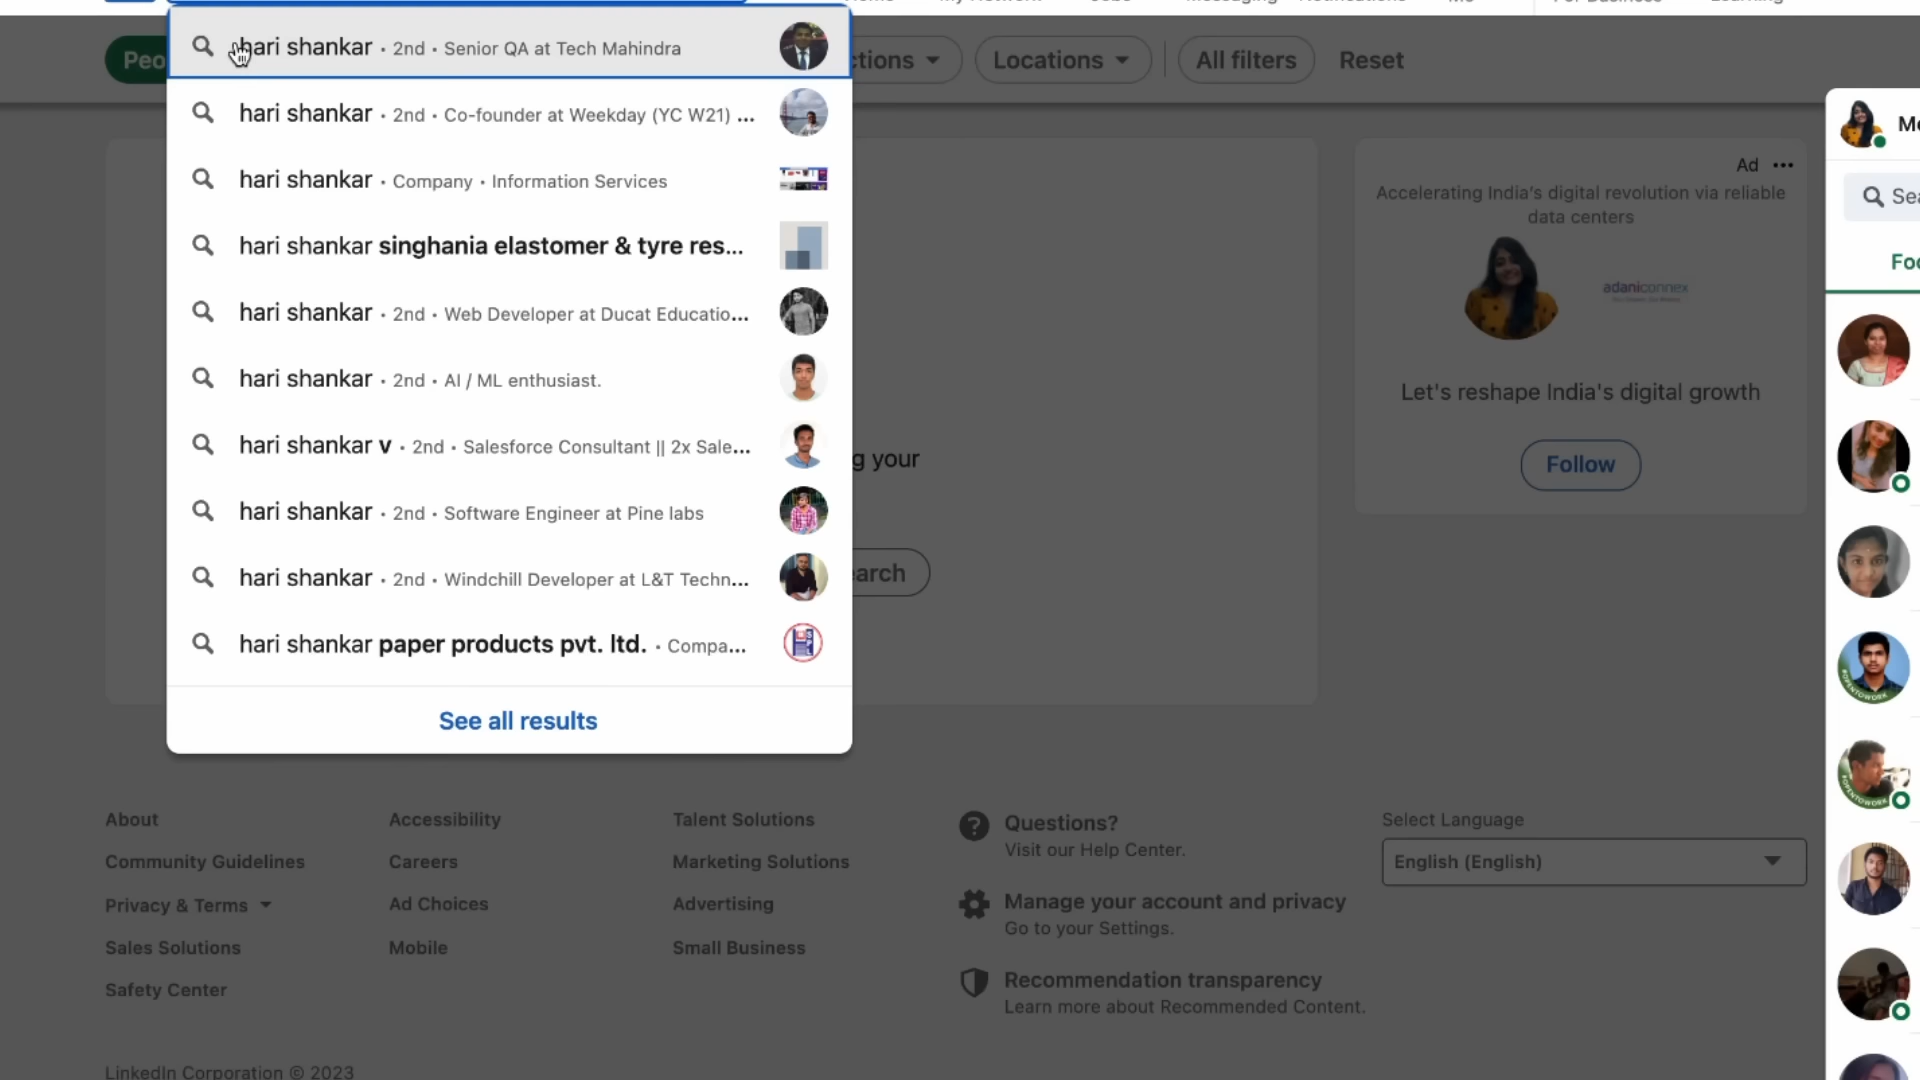 Peo
ctions
Locations
All filters
Reset
hari shankar • 2nd • Senior QA at Tech Mahindra
hari shankar • 2nd • Co-founder at Weekday (YC W21) ...
hari shankar • Company • Information Services
hari shankar singhania elastomer & tyre res...
hari shankar • 2nd • Web Developer at Ducat Educatio...
hari shankar • 2nd • AI / ML enthusiast.
hari shankar v • 2nd • Salesforce Consultant || 2x Sale...
hari shankar • 2nd • Software Engineer at Pine labs
hari shankar • 2nd • Windchill Developer at L&T Techn...
hari shankar paper products pvt. ltd. • Compa...
See all results
g your
earch
Ad
Accelerating India's digital revolution via reliable
data centers
adaniconnex
Let's reshape India's digital growth
Follow
Sea
Foc
#OPENTOWORK
#OPENTOWORK
About
Accessibility
Talent Solutions
Community Guidelines
Careers
Marketing Solutions
Privacy & Terms
Ad Choices
Advertising
Sales Solutions
Mobile
Small Business
Safety Center
Questions?
Visit our Help Center.
Manage your account and privacy
Go to your Settings.
Recommendation transparency
Learn more about Recommended Content.
Select Language
English (English)
LinkedIn Corporation © 2023